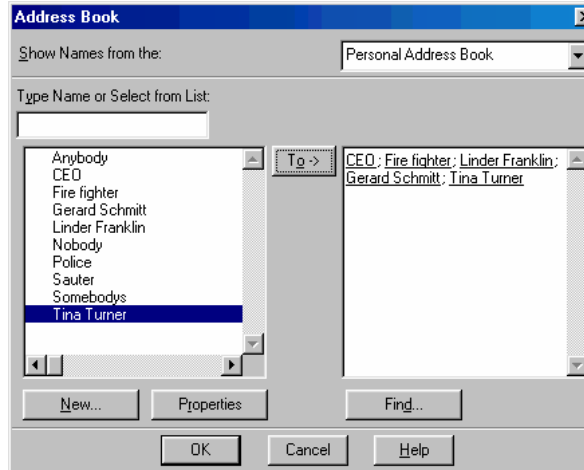 Address Book
Show Names from the:
Personal Address Book
Type Name or Select from List:
Anybody
CEO
Fire fighter
Gerard Schmitt
Linder Franklin
Nobody
Police
Sauter
Somebodys
Tina Turner
To ->
CEO ; Fire fighter ; Linder Franklin ;
Gerard Schmitt ; Tina Turner
New...
Properties
Find...
OK
Cancel
Help